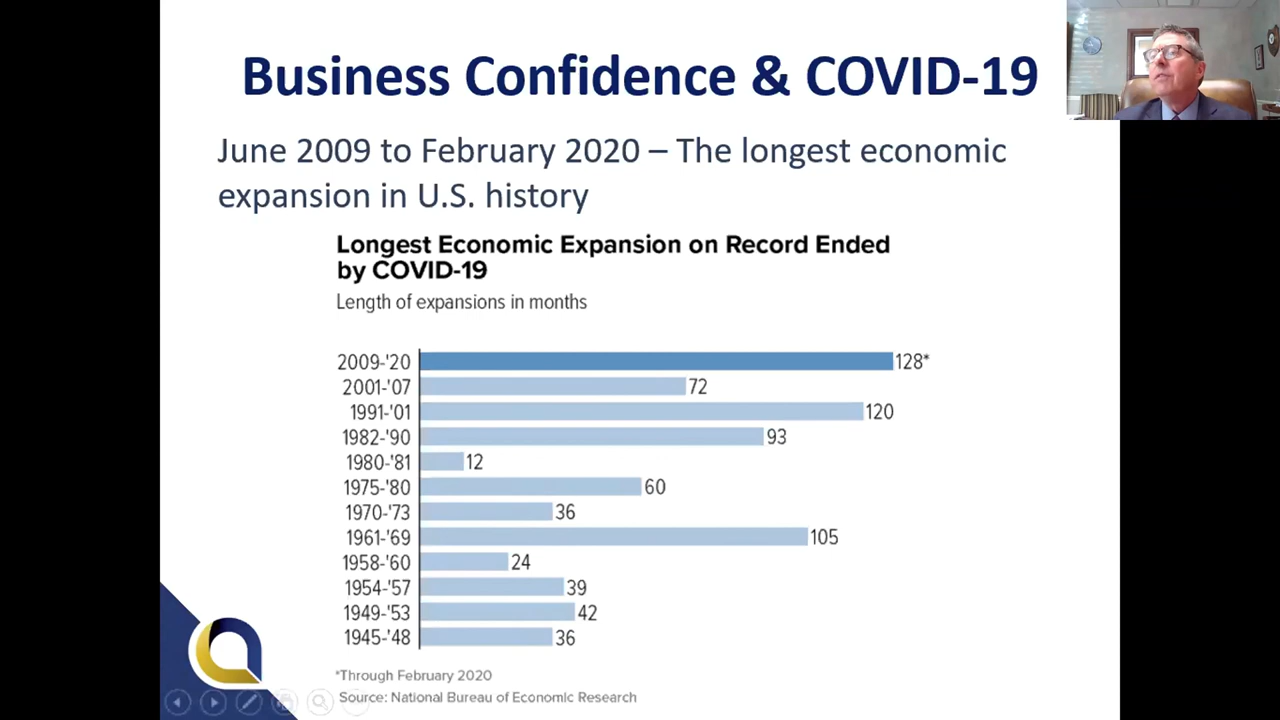 Business Confidence & COVID-19
June 2009 to February 2020 – The longest economic
expansion in U.S. history
Longest Economic Expansion on Record Ended
by COVID-19
Length of expansions in months
2009-'20 128*
2001-'07 72
1991-'01 120
1982-'90 93
1980-'81 12
1975-'80 60
1970-'73 36
1961-'69 105
1958-'60 24
1954-'57 39
1949-'53 42
1945-'48 36
*Through February 2020
Source: National Bureau of Economic Research